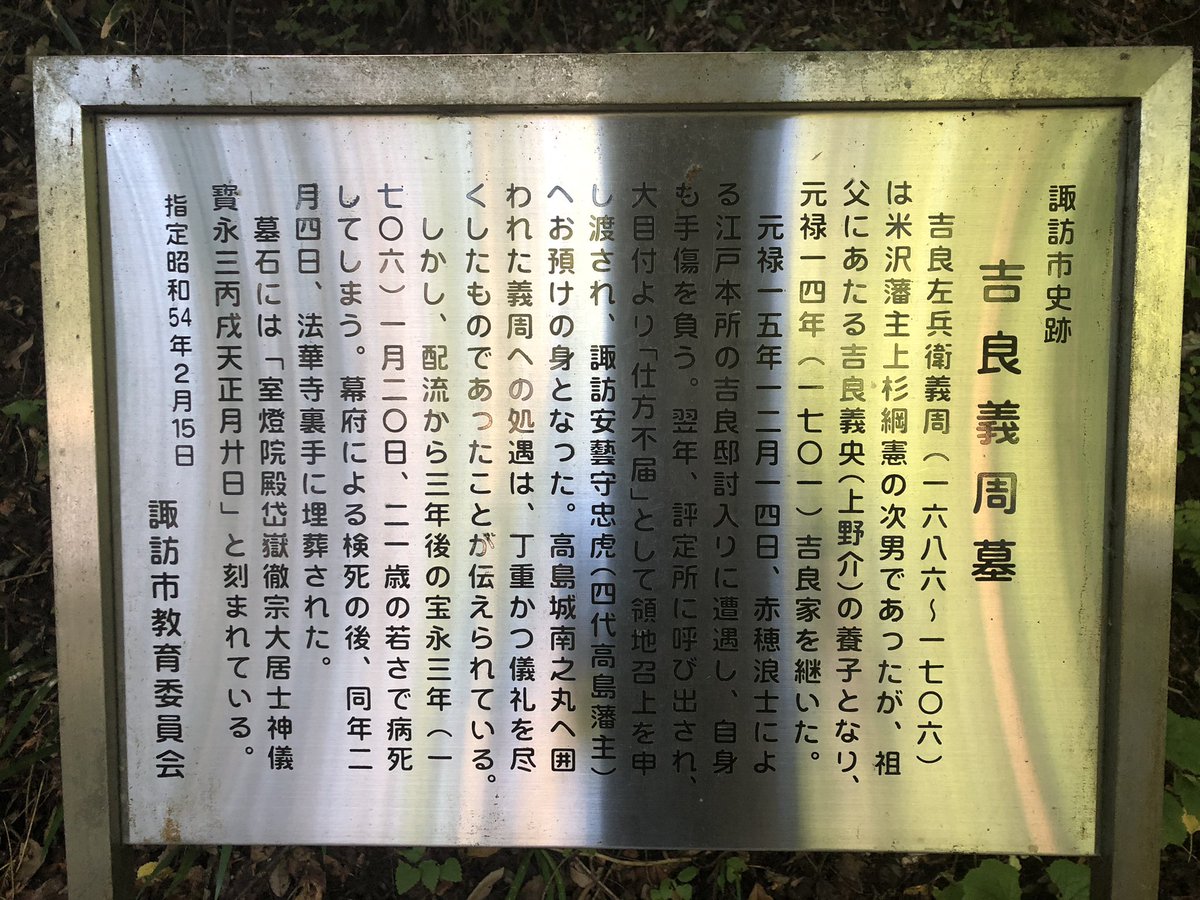 諏訪市史跡
吉良義周墓
吉良左兵衛義周（一六八六〜一七〇六）
は米沢藩主上杉綱憲の次男であったが、祖
父にあたる吉良義央（上野介）の養子となり、
元禄一四年（一七〇一）吉良家を継いた。
元禄一五年一二月一四日、赤穂浪士によ
る江戸本所の吉良邸討入りに遭遇し、自身
も手傷を負う。翌年、評定所に呼び出され、
大目付より「仕方不届」として領地召上を申
し渡され、諏訪安藝守忠虎（四代高島藩主）
へお預けの身となった。高島城南之丸へ囲
われた義周への処遇は、丁重かつ儀礼を尽
くしたものであったことが伝えられている。
しかし、配流から三年後の宝永三年（一
七〇六）一月二〇日、二一歳の若さで病死
してしまう。幕府による検死の後、同年二
月四日、法華寺裏手に埋葬された。
墓石には「室燈院殿岱嶽徹宗大居士神儀
寳永三丙戌天正月廿日」と刻まれている。
指定昭和54年2月15日
諏訪市教育委員会